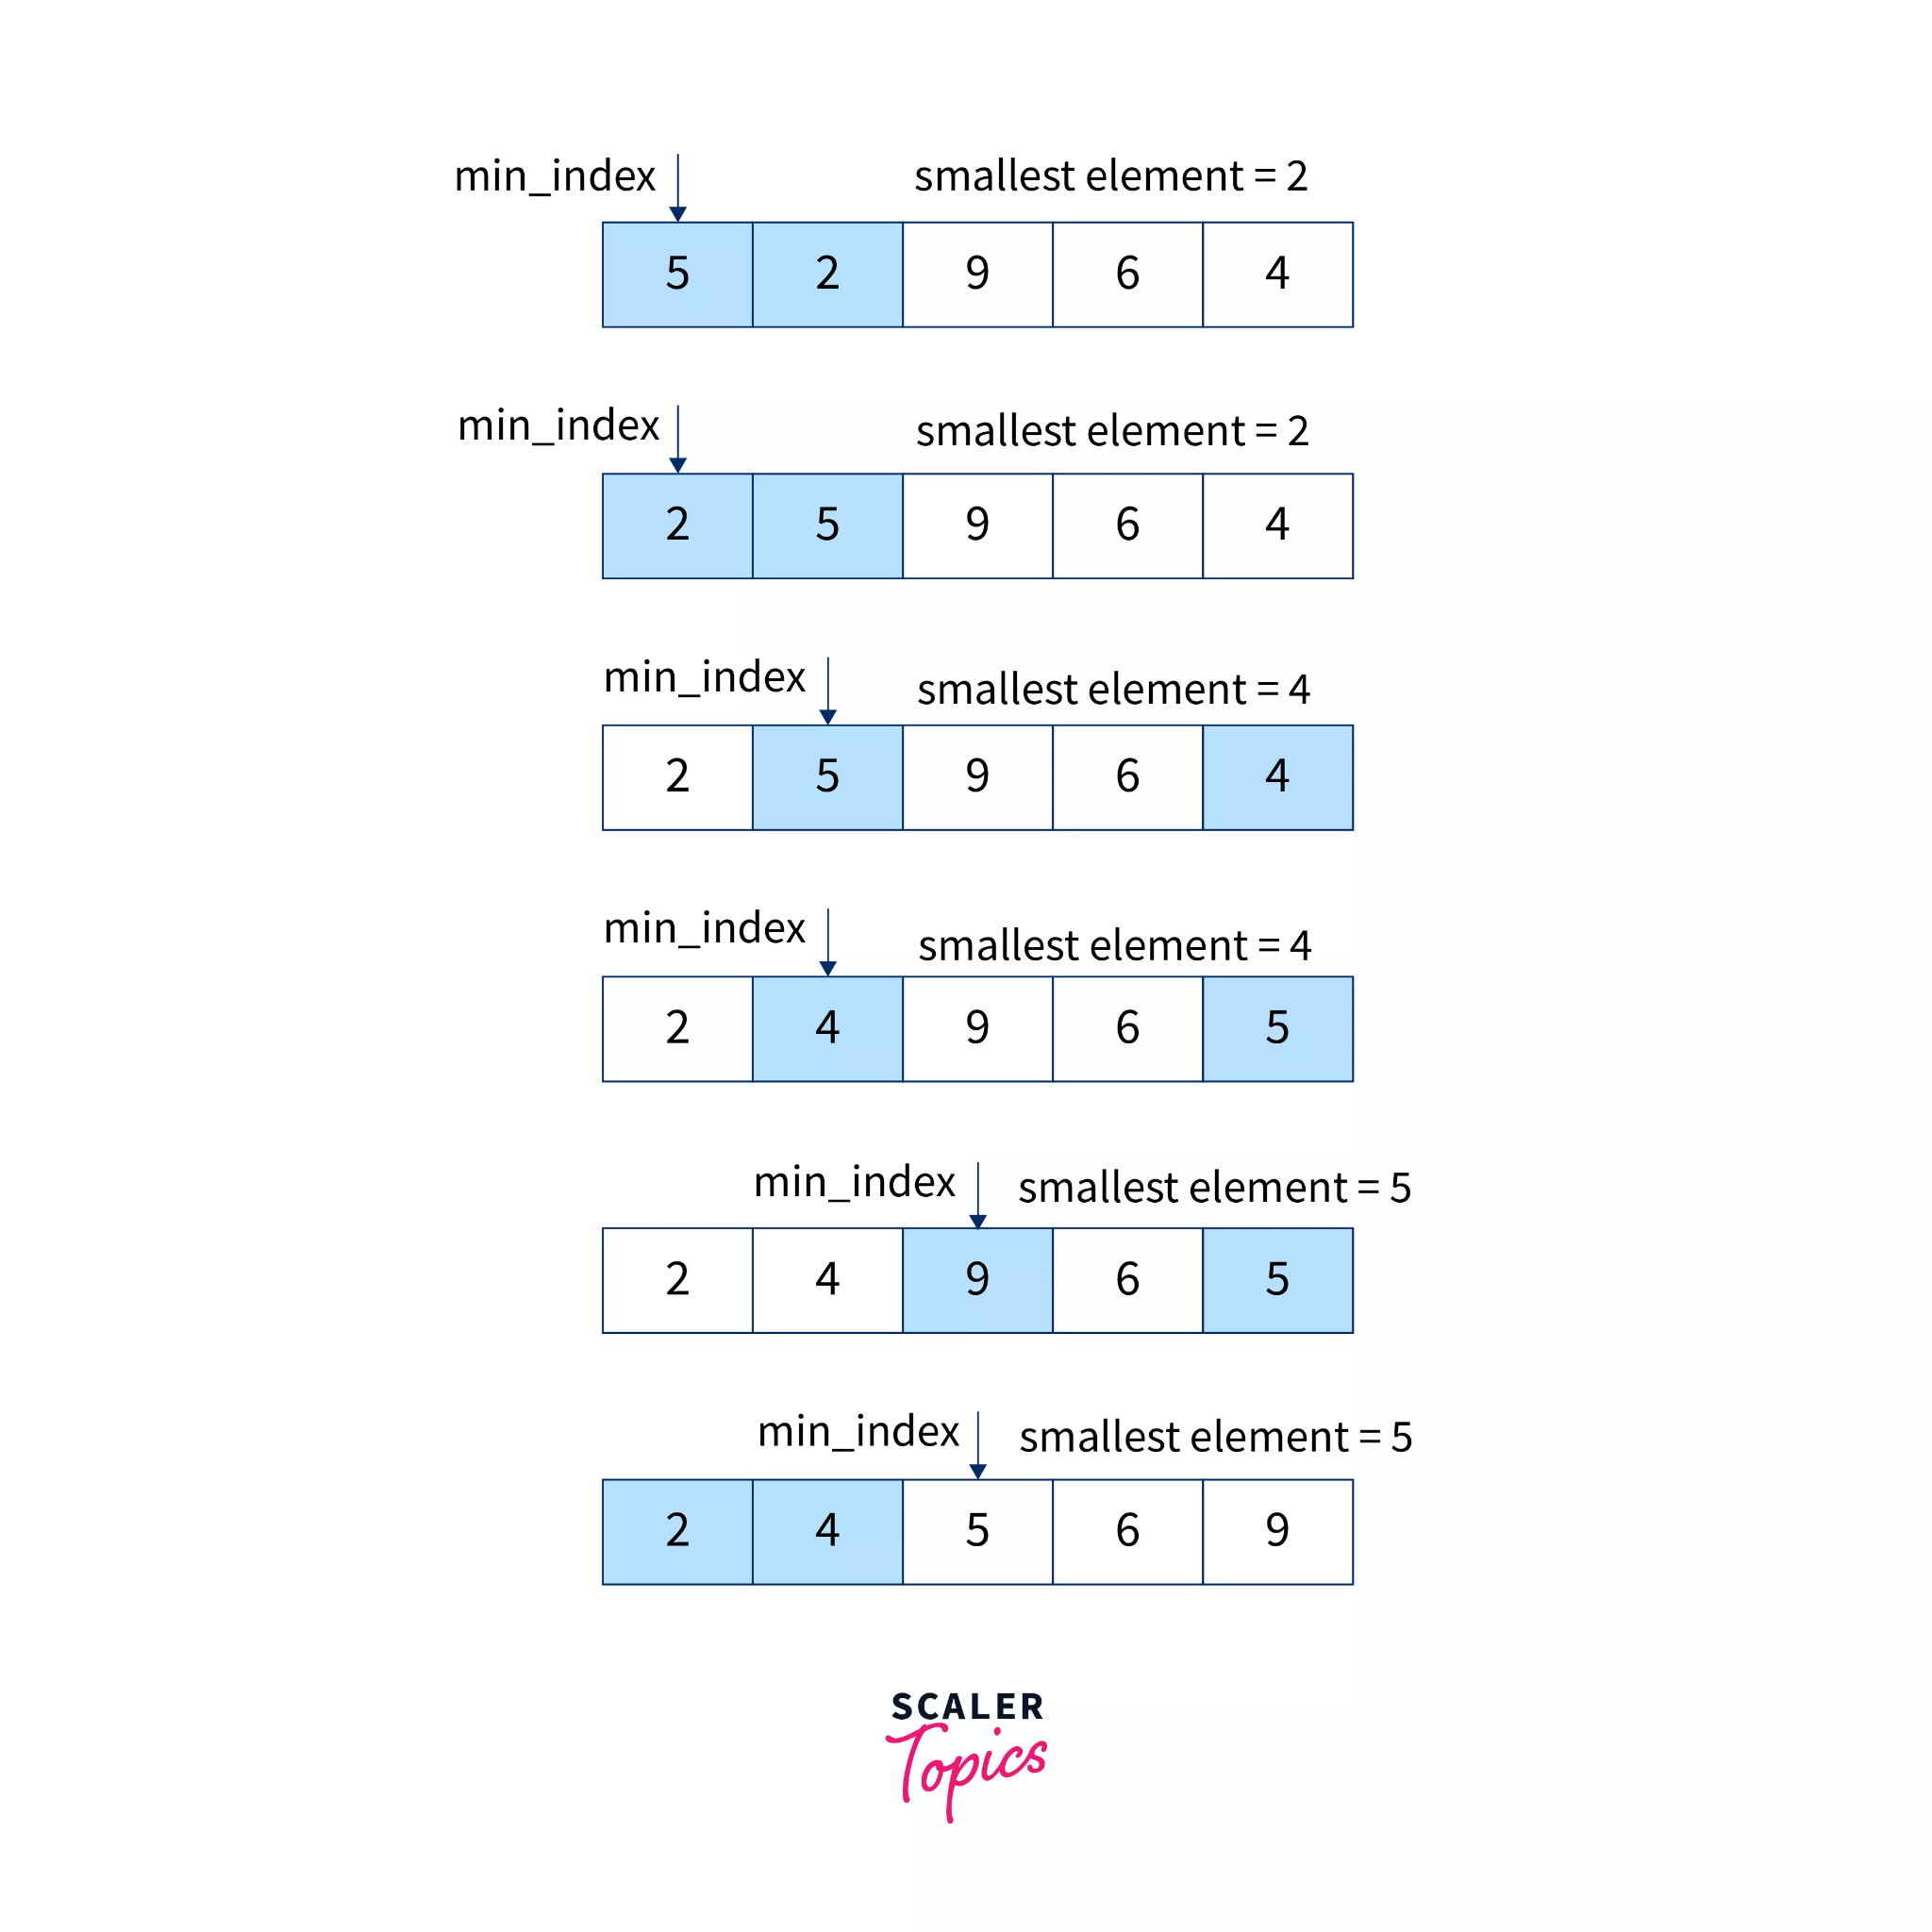 min_index smallest element = 2
5 2 9 6 4
min_index smallest element = 2
2 5 9 6 4
min_index smallest element = 4
2 5 9 6 4
min_index smallest element = 4
2 4 9 6 5
min_index smallest element = 5
2 4 9 6 5
min_index smallest element = 5
2 4 5 6 9
SCALER
Topics